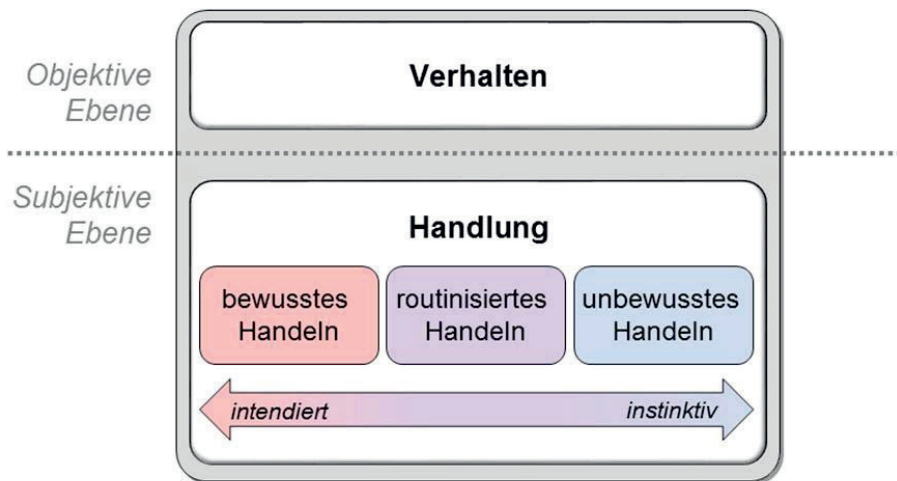 Objektive
Ebene
Verhalten
Subjektive
Ebene
Handlung
bewusstes
Handeln
routinisiertes
Handeln
unbewusstes
Handeln
intendiert
instinktiv